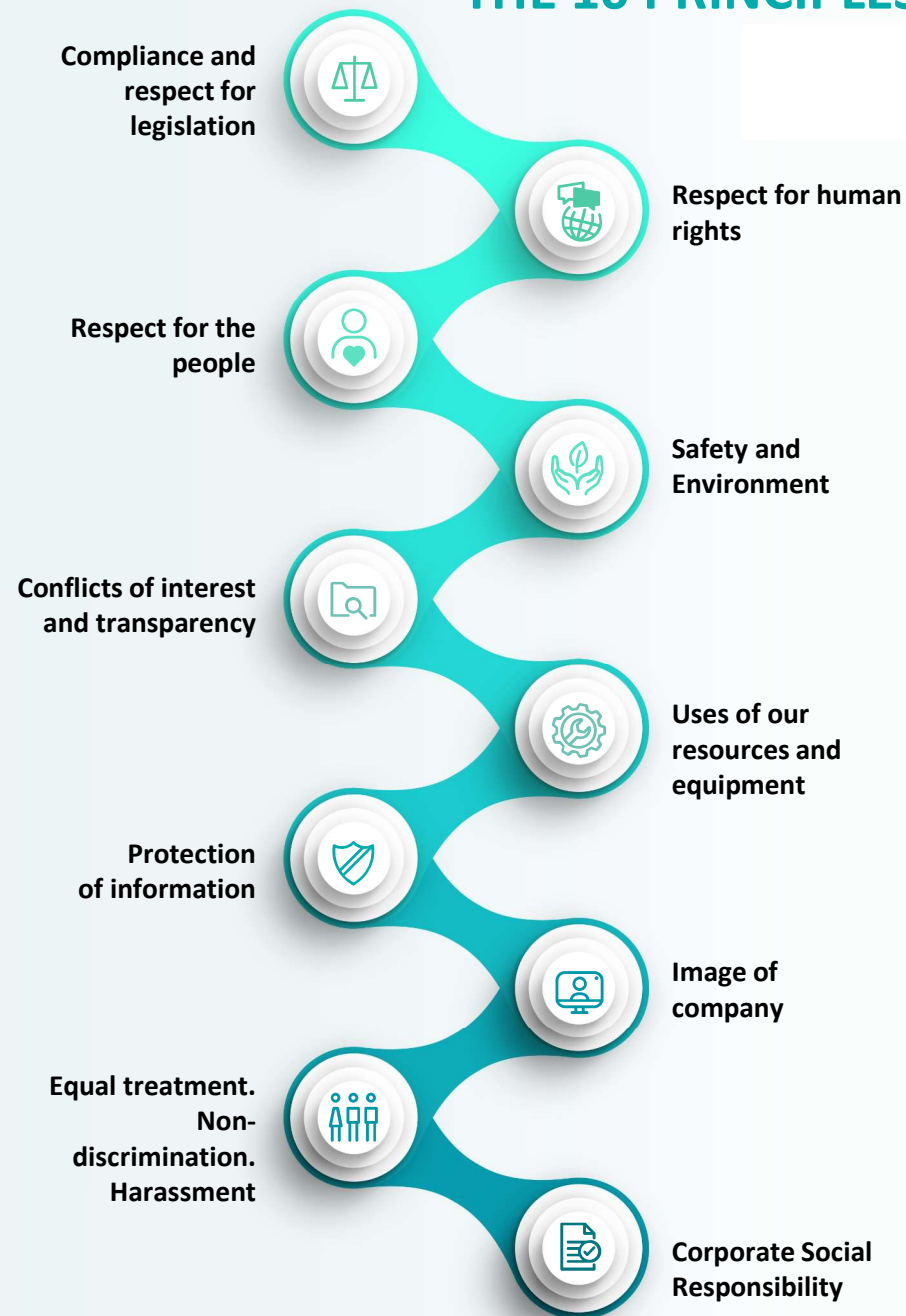 THE 10 PRINCIPLES
Compliance and
respect for
legislation
Respect for human
rights
Respect for the
people
Safety and
Environment
Conflicts of interest
and transparency
Uses of our
resources and
equipment
Protection
of information
Image of
company
Equal treatment.
Non-
discrimination.
Harassment
Corporate Social
Responsibility